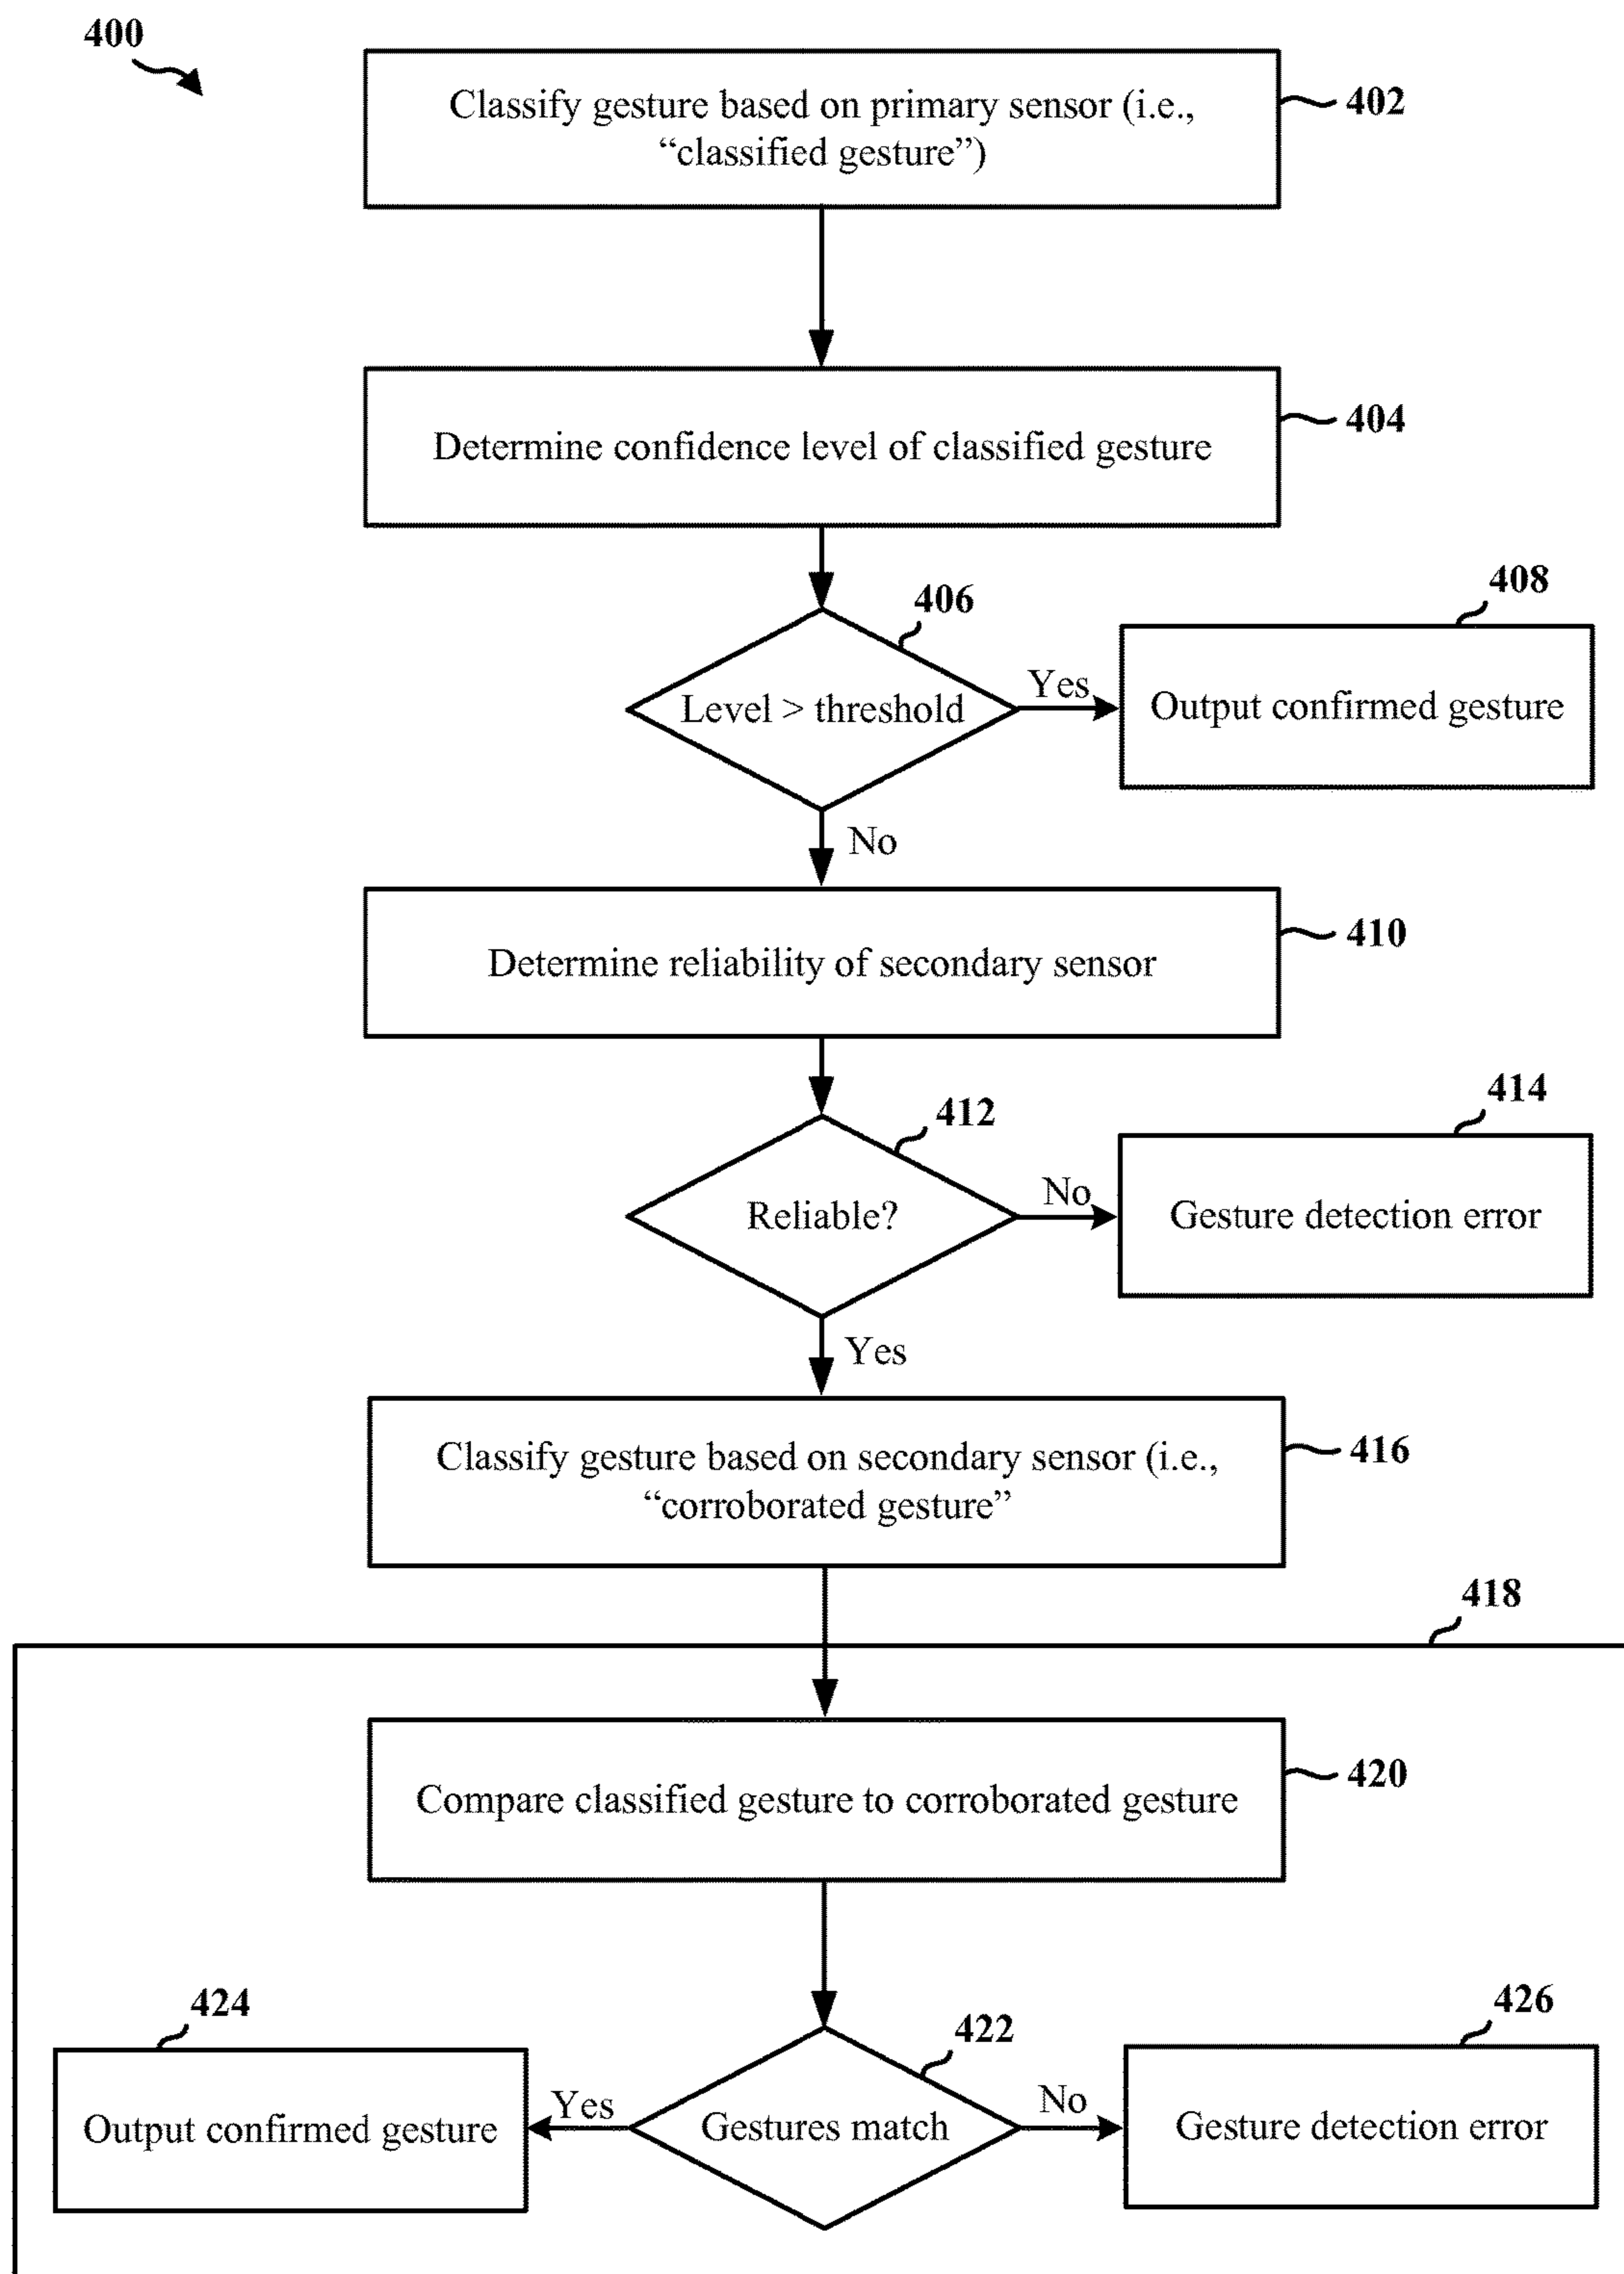 400
Classify gesture based on primary sensor (i.e.,
“classified gesture”)
402
Determine confidence level of classified gesture
404
406
Level > threshold
Yes
408
Output confirmed gesture
No
Determine reliability of secondary sensor
410
412
Reliable?
No
414
Gesture detection error
Yes
Classify gesture based on secondary sensor (i.e.,
“corroborated gesture”
416
418
Compare classified gesture to corroborated gesture
420
422
Gestures match
Yes
424
Output confirmed gesture
No
426
Gesture detection error